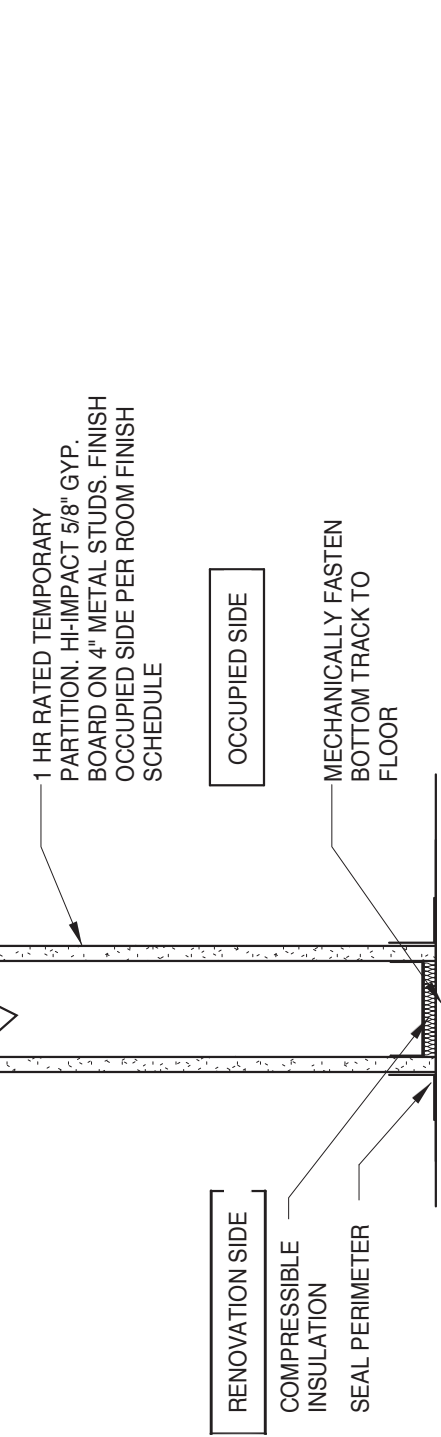 1 HR RATED TEMPORARY
PARTITION. HI-IMPACT 5/8" GYP.
BOARD ON 4" METAL STUDS. FINISH
OCCUPIED SIDE PER ROOM FINISH
SCHEDULE
OCCUPIED SIDE
MECHANICALLY FASTEN
BOTTOM TRACK TO
FLOOR
RENOVATION SIDE
COMPRESSIBLE
INSULATION
SEAL PERIMETER